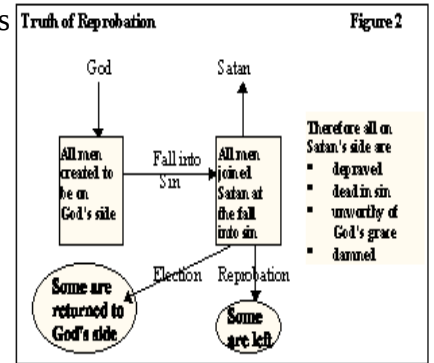 s
Truth of Reprobation
Figure 2
God
Satan
All men
created to
be on
God's side
Fall into
Sin
All men
joined
Satan at
the fall
into sin
Therefore all on
Satan's side are
▪ depraved
▪ dead in sin
▪ unworthy of
God's grace
▪ damned
Election
Reprobation
Some are
returned to
God's side
Some
are left